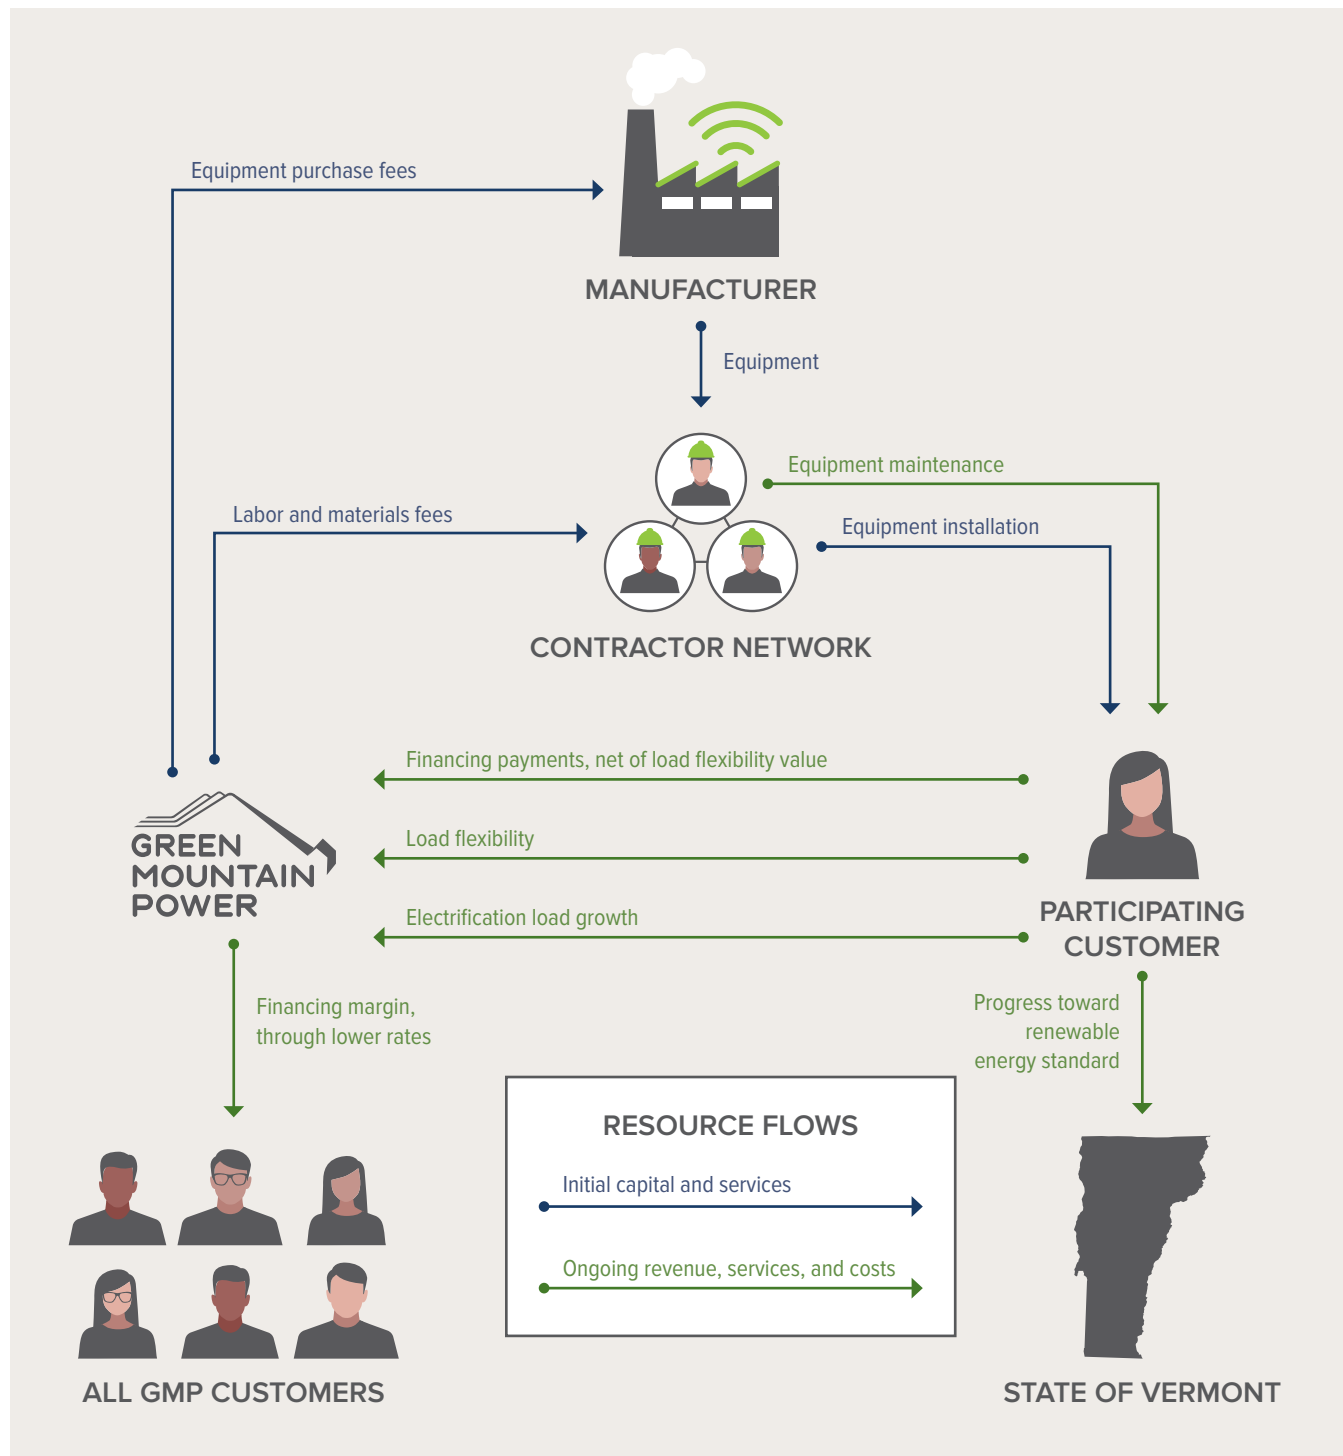 Equipment purchase fees
MANUFACTURER
Equipment
Equipment maintenance
Labor and materials fees
Equipment installation
CONTRACTOR NETWORK
Financing payments, net of load flexibility value
GREEN
MOUNTAIN
POWER
Load flexibility
Electrification load growth
PARTICIPATING
CUSTOMER
Financing margin,
through lower rates
Progress toward
renewable
energy standard
RESOURCE FLOWS
Initial capital and services
Ongoing revenue, services, and costs
ALL GMP CUSTOMERS
STATE OF VERMONT